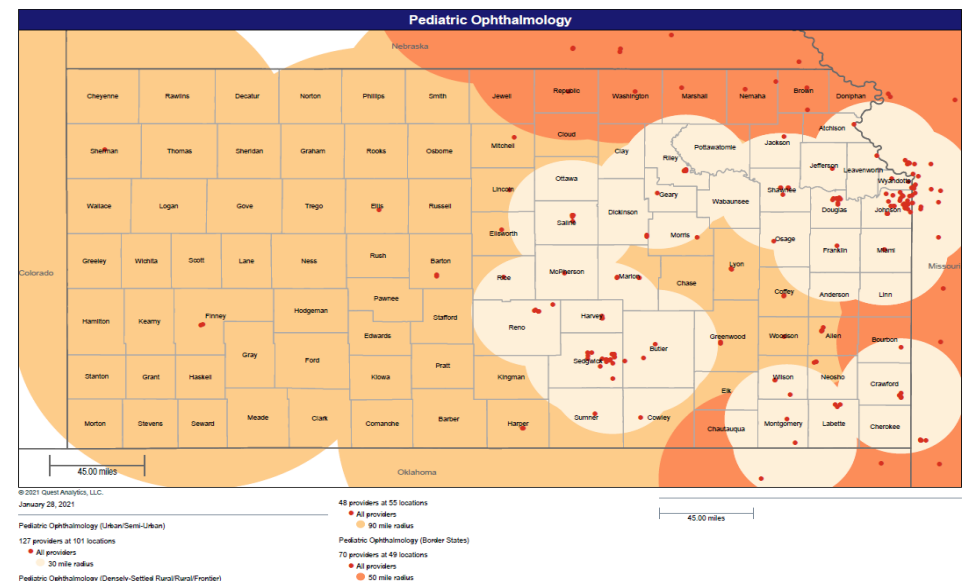 Pediatric Ophthalmology
Nebraska
Cheyenne Rawlins Decatur Norton Phillips Smith Jewell Republic Washington Marshall Nemaha Brown Doniphan
Atchison
Cloud
Sherman Thomas Sheridan Graham Rooks Osborne Mitchell Clay Riley Pottawatomie Jackson
Jefferson Leavenworth
Ottawa Wyandotte
Lincoln Geary Wabaunsee Shawnee
Wallace Logan Gove Trego Ellis Russell Dickinson Douglas Johnson
Saline
Ellsworth Morris Osage
Franklin Miami
Greeley Wichita Scott Lane Ness Rush Barton Lyon
Colorado Missouri
Rice McPherson Marion Chase Coffey Anderson Linn
Pawnee
Hamilton Kearny Finney Hodgeman Stafford Reno Harvey
Edwards Greenwood Woodson Allen Bourbon
Butler
Gray Ford Sedgwick
Stanton Grant Haskell Kiowa Pratt Kingman Wilson Neosho Crawford
Elk
Morton Stevens Seward Meade Clark Comanche Barber Harper Sumner Cowley Chautauqua Montgomery Labette Cherokee
45.00 miles
Oklahoma
© 2021 Quest Analytics, LLC.
January 28, 2021
Pediatric Ophthalmology (Urban/Semi-Urban)
127 providers at 101 locations
All providers
30 mile radius
Pediatric Ophthalmology (Densely-Settled Rural/Rural/Frontier)
48 providers at 55 locations
All providers
90 mile radius
Pediatric Ophthalmology (Border States)
70 providers at 49 locations
All providers
50 mile radius
45.00 miles